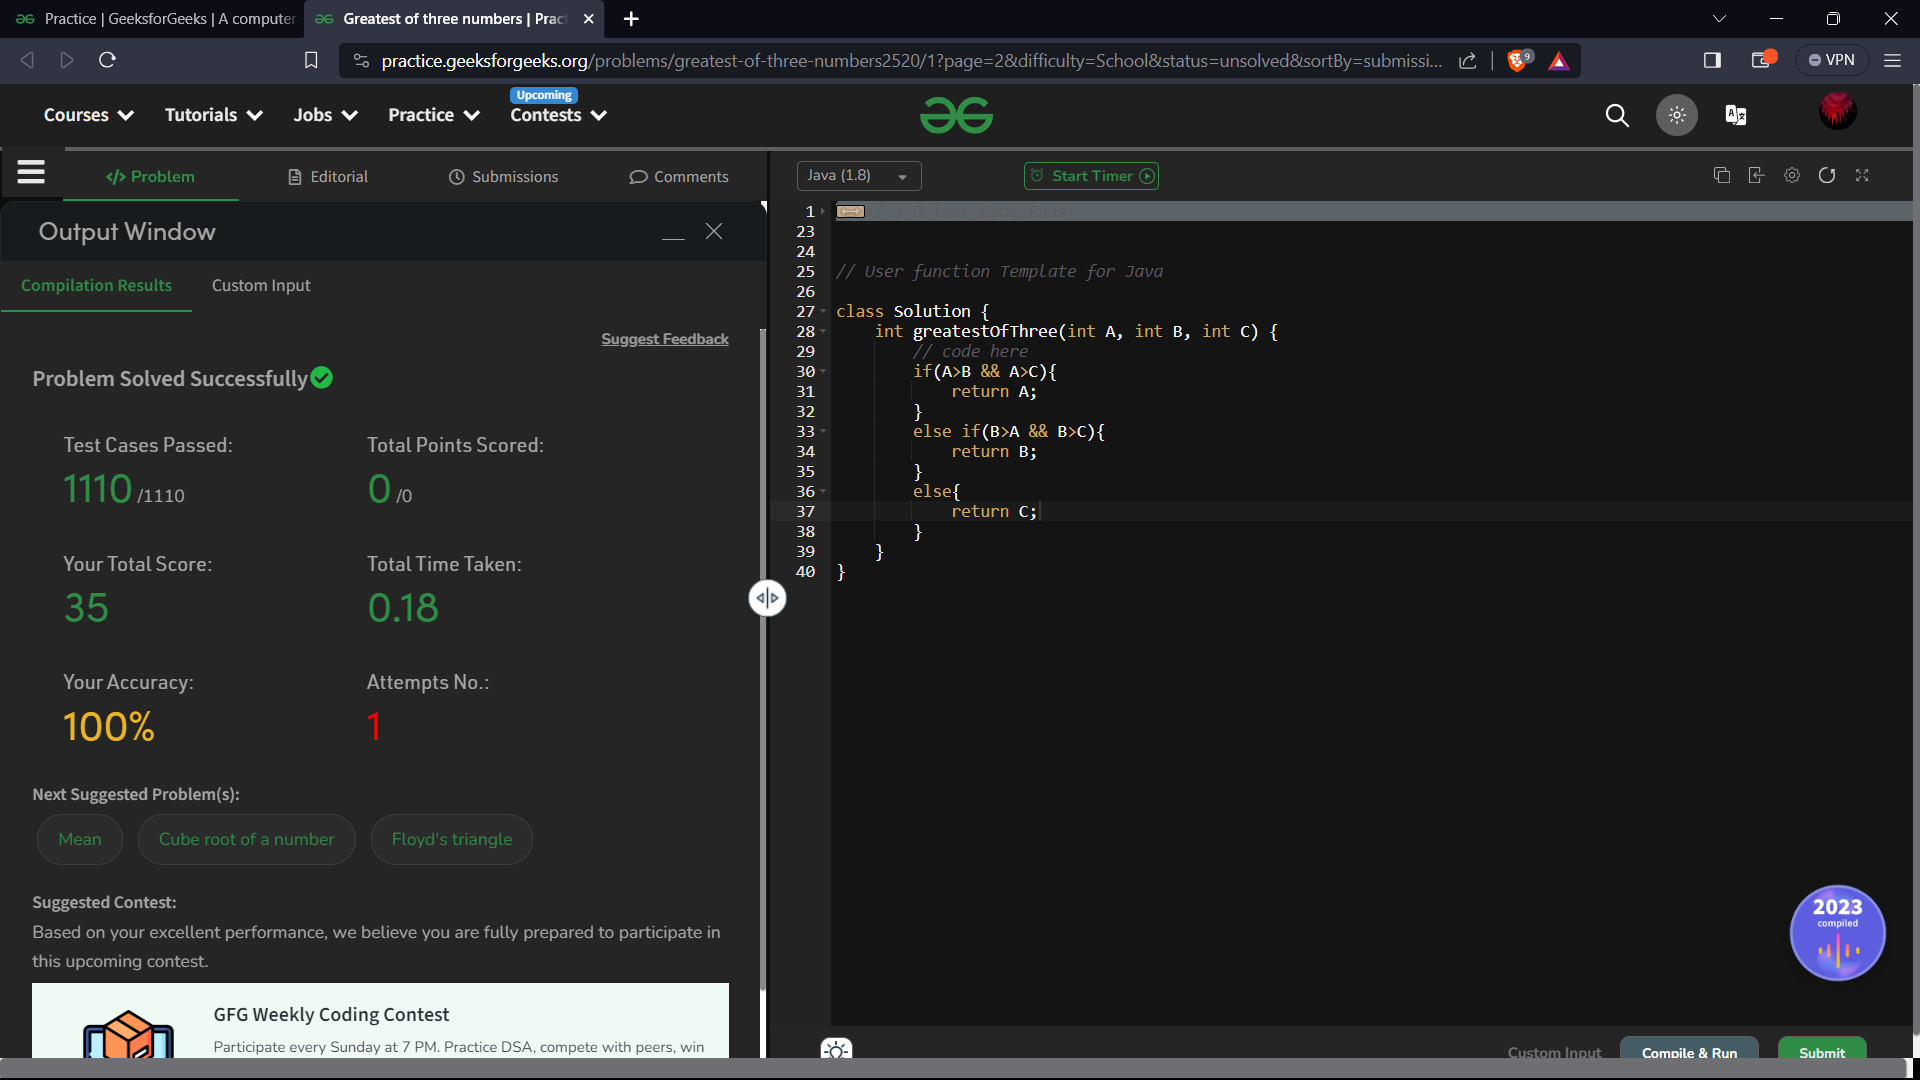 Practice | GeeksforGeeks | A computer
Greatest of three numbers | Pract
practice.geeksforgeeks.org/problems/greatest-of-three-numbers2520/1?page=2&difficulty=School&status=unsolved&sortBy=submissi...
9
VPN
Courses
Tutorials
Jobs
Practice
Upcoming
Contests
Problem
Editorial
Submissions
Comments
Java (1.8)
Start Timer
Output Window
Compilation Results
Custom Input
Suggest Feedback
Problem Solved Successfully
Test Cases Passed:
1110 /1110
Total Points Scored:
0 /0
Your Total Score:
35
Total Time Taken:
0.18
Your Accuracy:
100%
Attempts No.:
1
Next Suggested Problem(s):
Mean
Cube root of a number
Floyd's triangle
Suggested Contest:
Based on your excellent performance, we believe you are fully prepared to participate in
this upcoming contest.
GFG Weekly Coding Contest
Participate every Sunday at 7 PM. Practice DSA, compete with peers, win
1 // } Driver Code Ends
23
24
25 // User function Template for Java
26
27 class Solution {
28 int greatestOfThree(int A, int B, int C) {
29 // code here
30 if(A>B && A>C){
31 return A;
32 }
33 else if(B>A && B>C){
34 return B;
35 }
36 else{
37 return C;
38 }
39 }
40 }
2023
compiled
Custom Input
Compile & Run
Submit